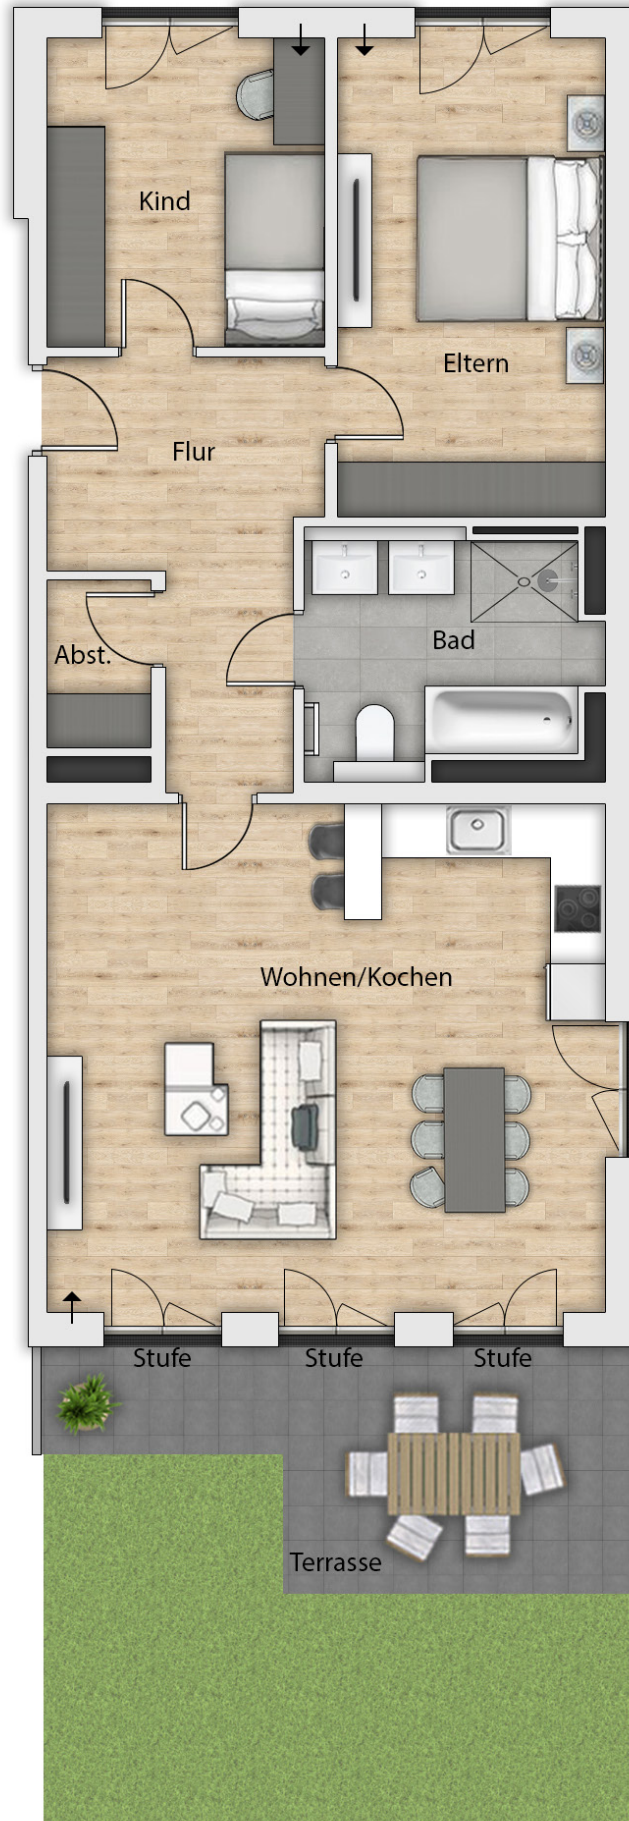 Kind
Eltern
Flur
Bad
Abst.
Wohnen/Kochen
Stufe Stufe Stufe
Terrasse